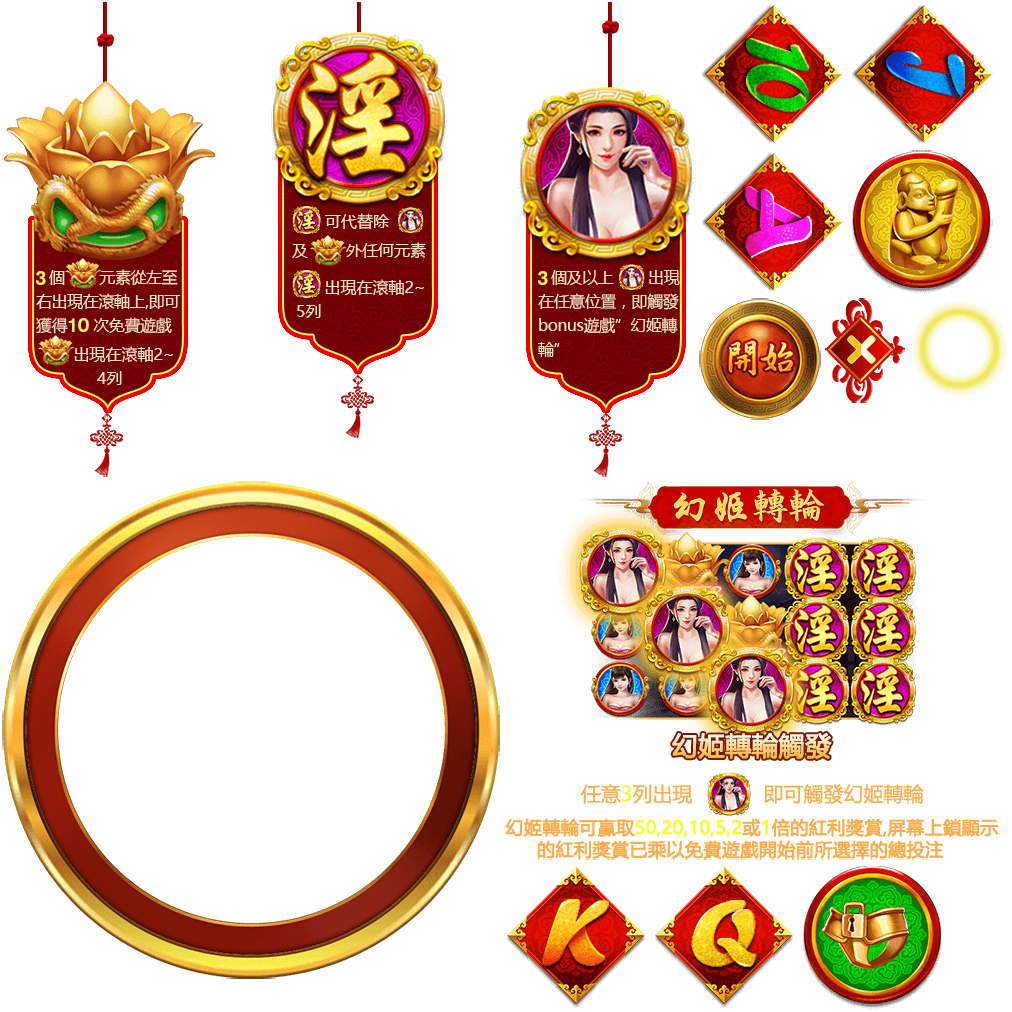 3個 元素從左至
右出現在滾軸上,即可
獲得10 次免費遊戲
出現在滾軸2~
4列
淫
淫 可代替除
及 外任何元素
淫 出現在滾軸2~
5列
3個及以上 出現
在任意位置，即觸發
bonus遊戲”幻姬轉
輪”
10
J
A
開始
幻姬轉輪
淫 淫
淫 淫
淫 淫
幻姬轉輪觸發
任意3列出現 即可觸發幻姬轉輪
幻姬轉輪可贏取50,20,10,5,2或1倍的紅利獎賞,屏幕上鎖顯示
的紅利獎賞已乘以免費遊戲開始前所選擇的總投注
K
Q